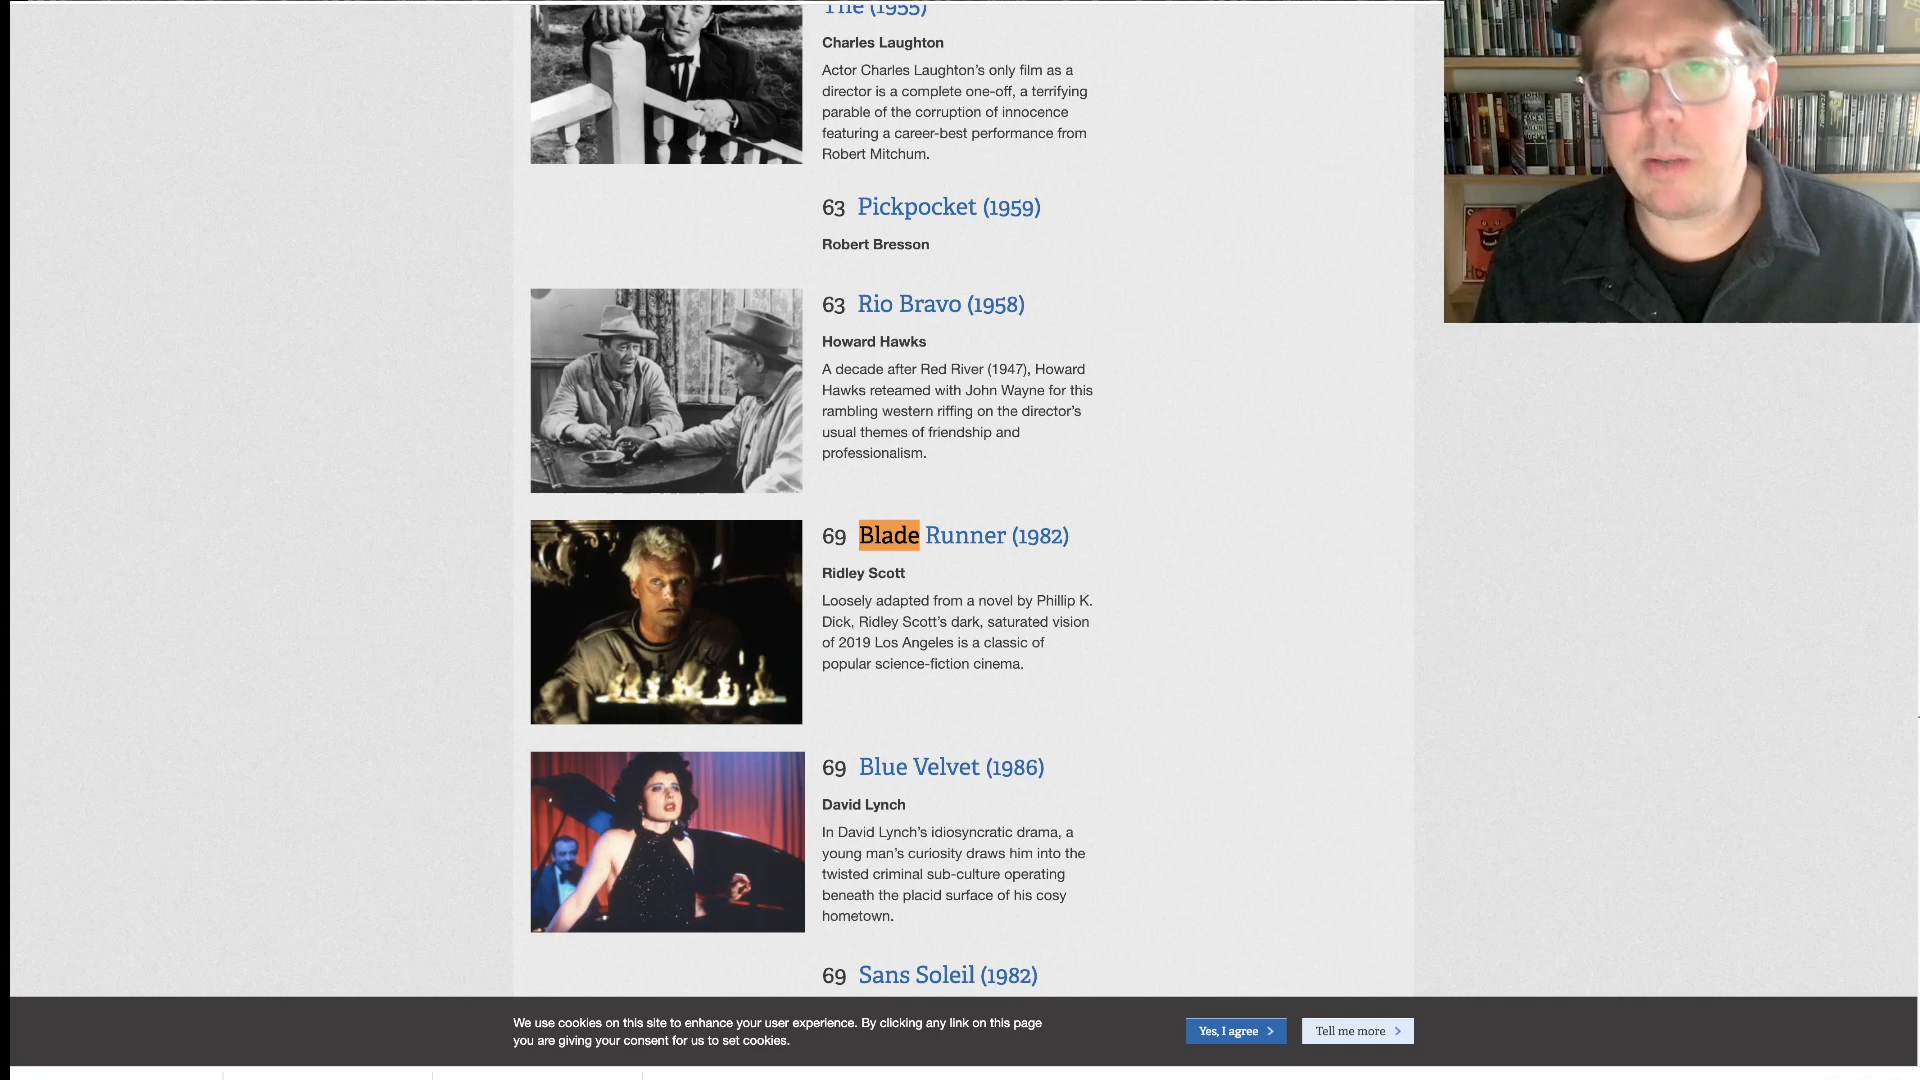 The (1955)
Charles Laughton
Actor Charles Laughton's only film as a
director is a complete one-off, a terrifying
parable of the corruption of innocence
featuring a career-best performance from
Robert Mitchum.
63 Pickpocket (1959)
Robert Bresson
63 Rio Bravo (1958)
Howard Hawks
A decade after Red River (1947), Howard
Hawks reteamed with John Wayne for this
rambling western riffing on the director's
usual themes of friendship and
professionalism.
69 Blade Runner (1982)
Ridley Scott
Loosely adapted from a novel by Phillip K.
Dick, Ridley Scott's dark, saturated vision
of 2019 Los Angeles is a classic of
popular science-fiction cinema.
69 Blue Velvet (1986)
David Lynch
In David Lynch's idiosyncratic drama, a
young man's curiosity draws him into the
twisted criminal sub-culture operating
beneath the placid surface of his cosy
hometown.
69 Sans Soleil (1982)
We use cookies on this site to enhance your user experience. By clicking any link on this page
you are giving your consent for us to set cookies.
Yes, I agree >
Tell me more >